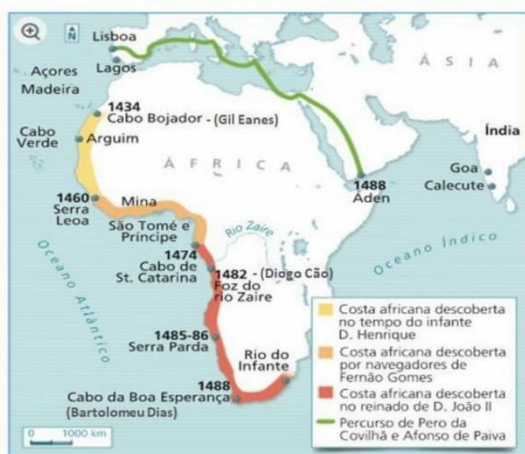 N
Lisboa
Lagos
Açores
Madeira
ÁSIA
1434
Cabo Bojador - (Gil Eanes)
Cabo
Verde
Arguim
ÁFRICA
Índia
Goa
Calecute
1488
Aden
1460
Serra
Leoa
Mina
São Tomé e
Príncipe
Rio Zaire
1474
Cabo de
St. Catarina
1482 - (Diogo Cão)
Foz do
rio Zaire
Oceano Índico
Oceano Atlântico
1485-86
Serra Parda
Rio do
Infante
1488
Cabo da Boa Esperança
(Bartolomeu Dias)
Costa africana descoberta
no tempo do infante
D. Henrique
Costa africana descoberta
por navegadores de
Fernão Gomes
Costa africana descoberta
no reinado de D. João II
Percurso de Pero da
Covilhã e Afonso de Paiva
0 1000 km